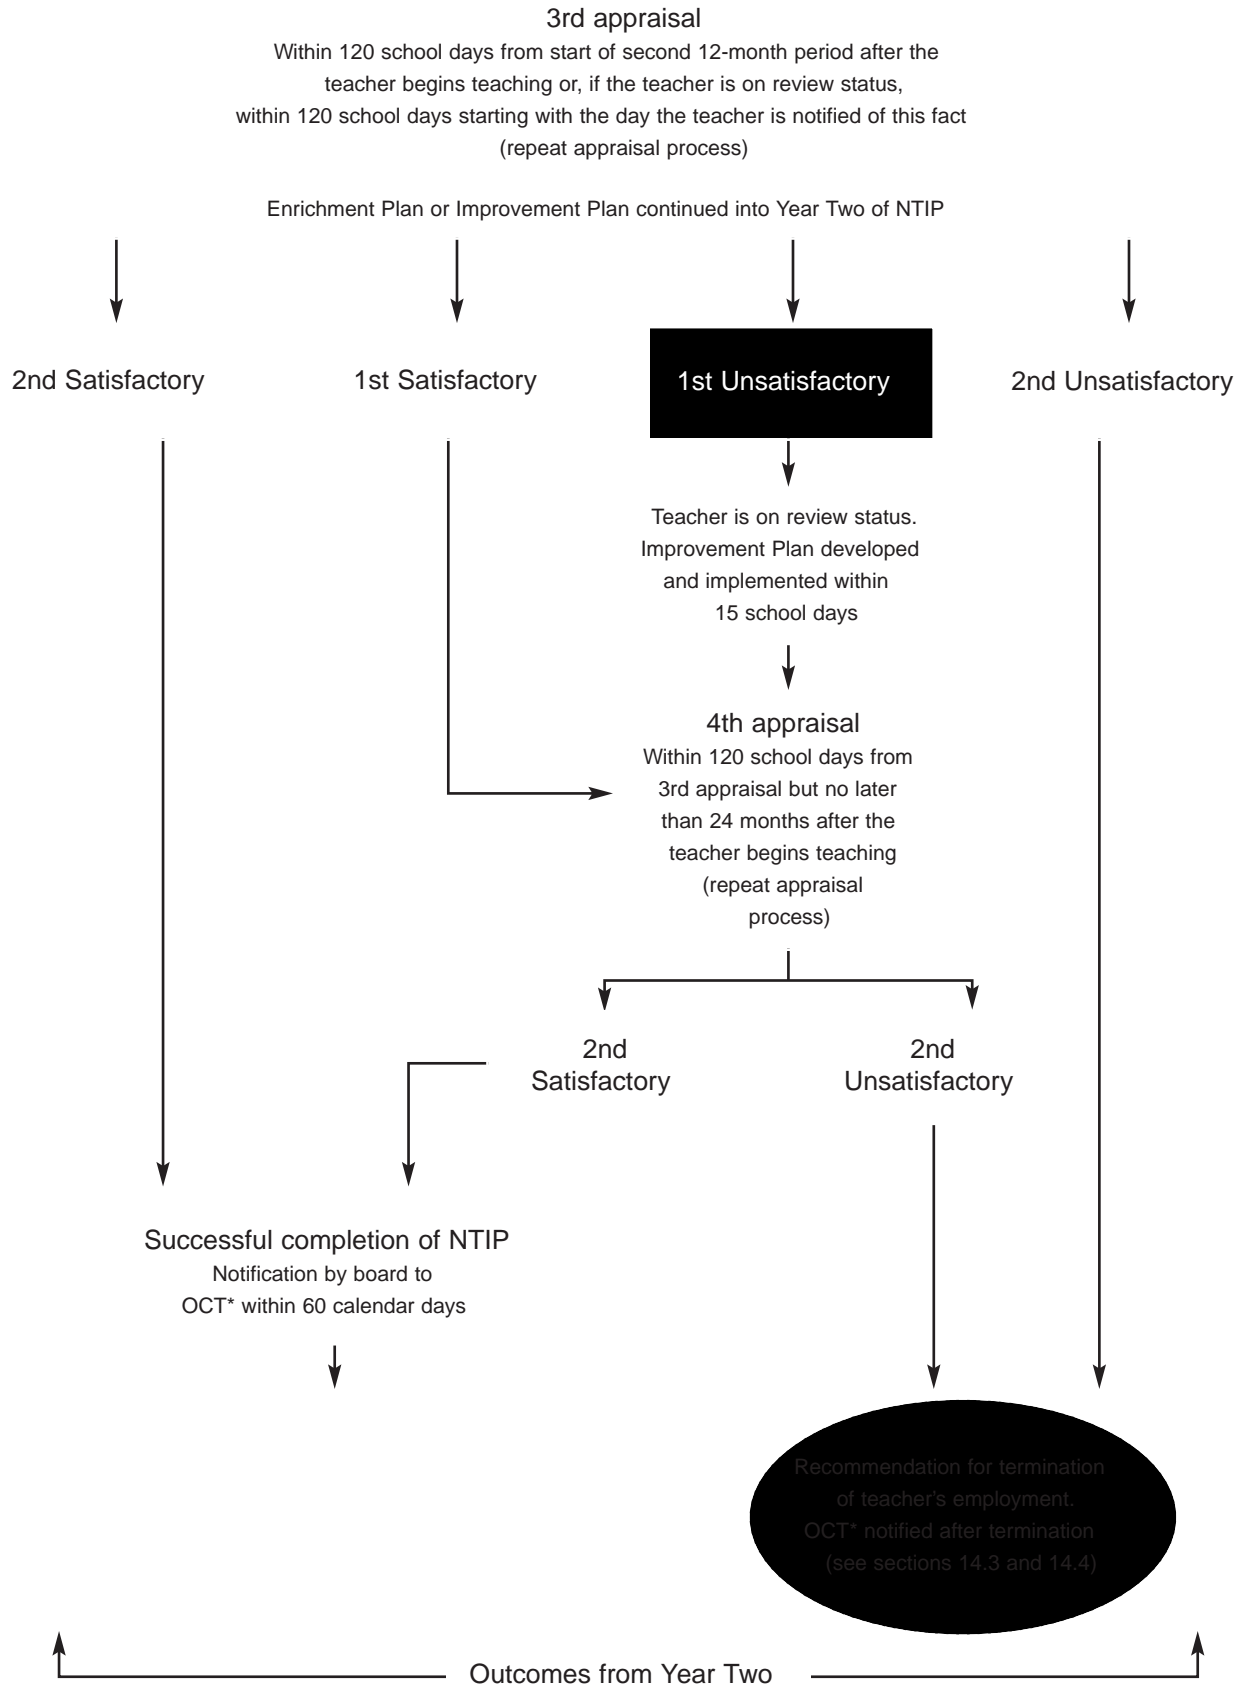 3rd appraisal
Within 120 school days from start of second 12-month period after the
teacher begins teaching or, if the teacher is on review status,
within 120 school days starting with the day the teacher is notified of this fact
(repeat appraisal process)
Enrichment Plan or Improvement Plan continued into Year Two of NTIP
2nd Satisfactory
1st Satisfactory
1st Unsatisfactory
2nd Unsatisfactory
Teacher is on review status.
Improvement Plan developed
and implemented within
15 school days
4th appraisal
Within 120 school days from
3rd appraisal but no later
than 24 months after the
teacher begins teaching
(repeat appraisal
process)
2nd
Satisfactory
2nd
Unsatisfactory
Successful completion of NTIP
Notification by board to
OCT* within 60 calendar days
Recommendation for termination
of teacher's employment.
OCT* notified after termination
(see sections 14.3 and 14.4)
Outcomes from Year Two